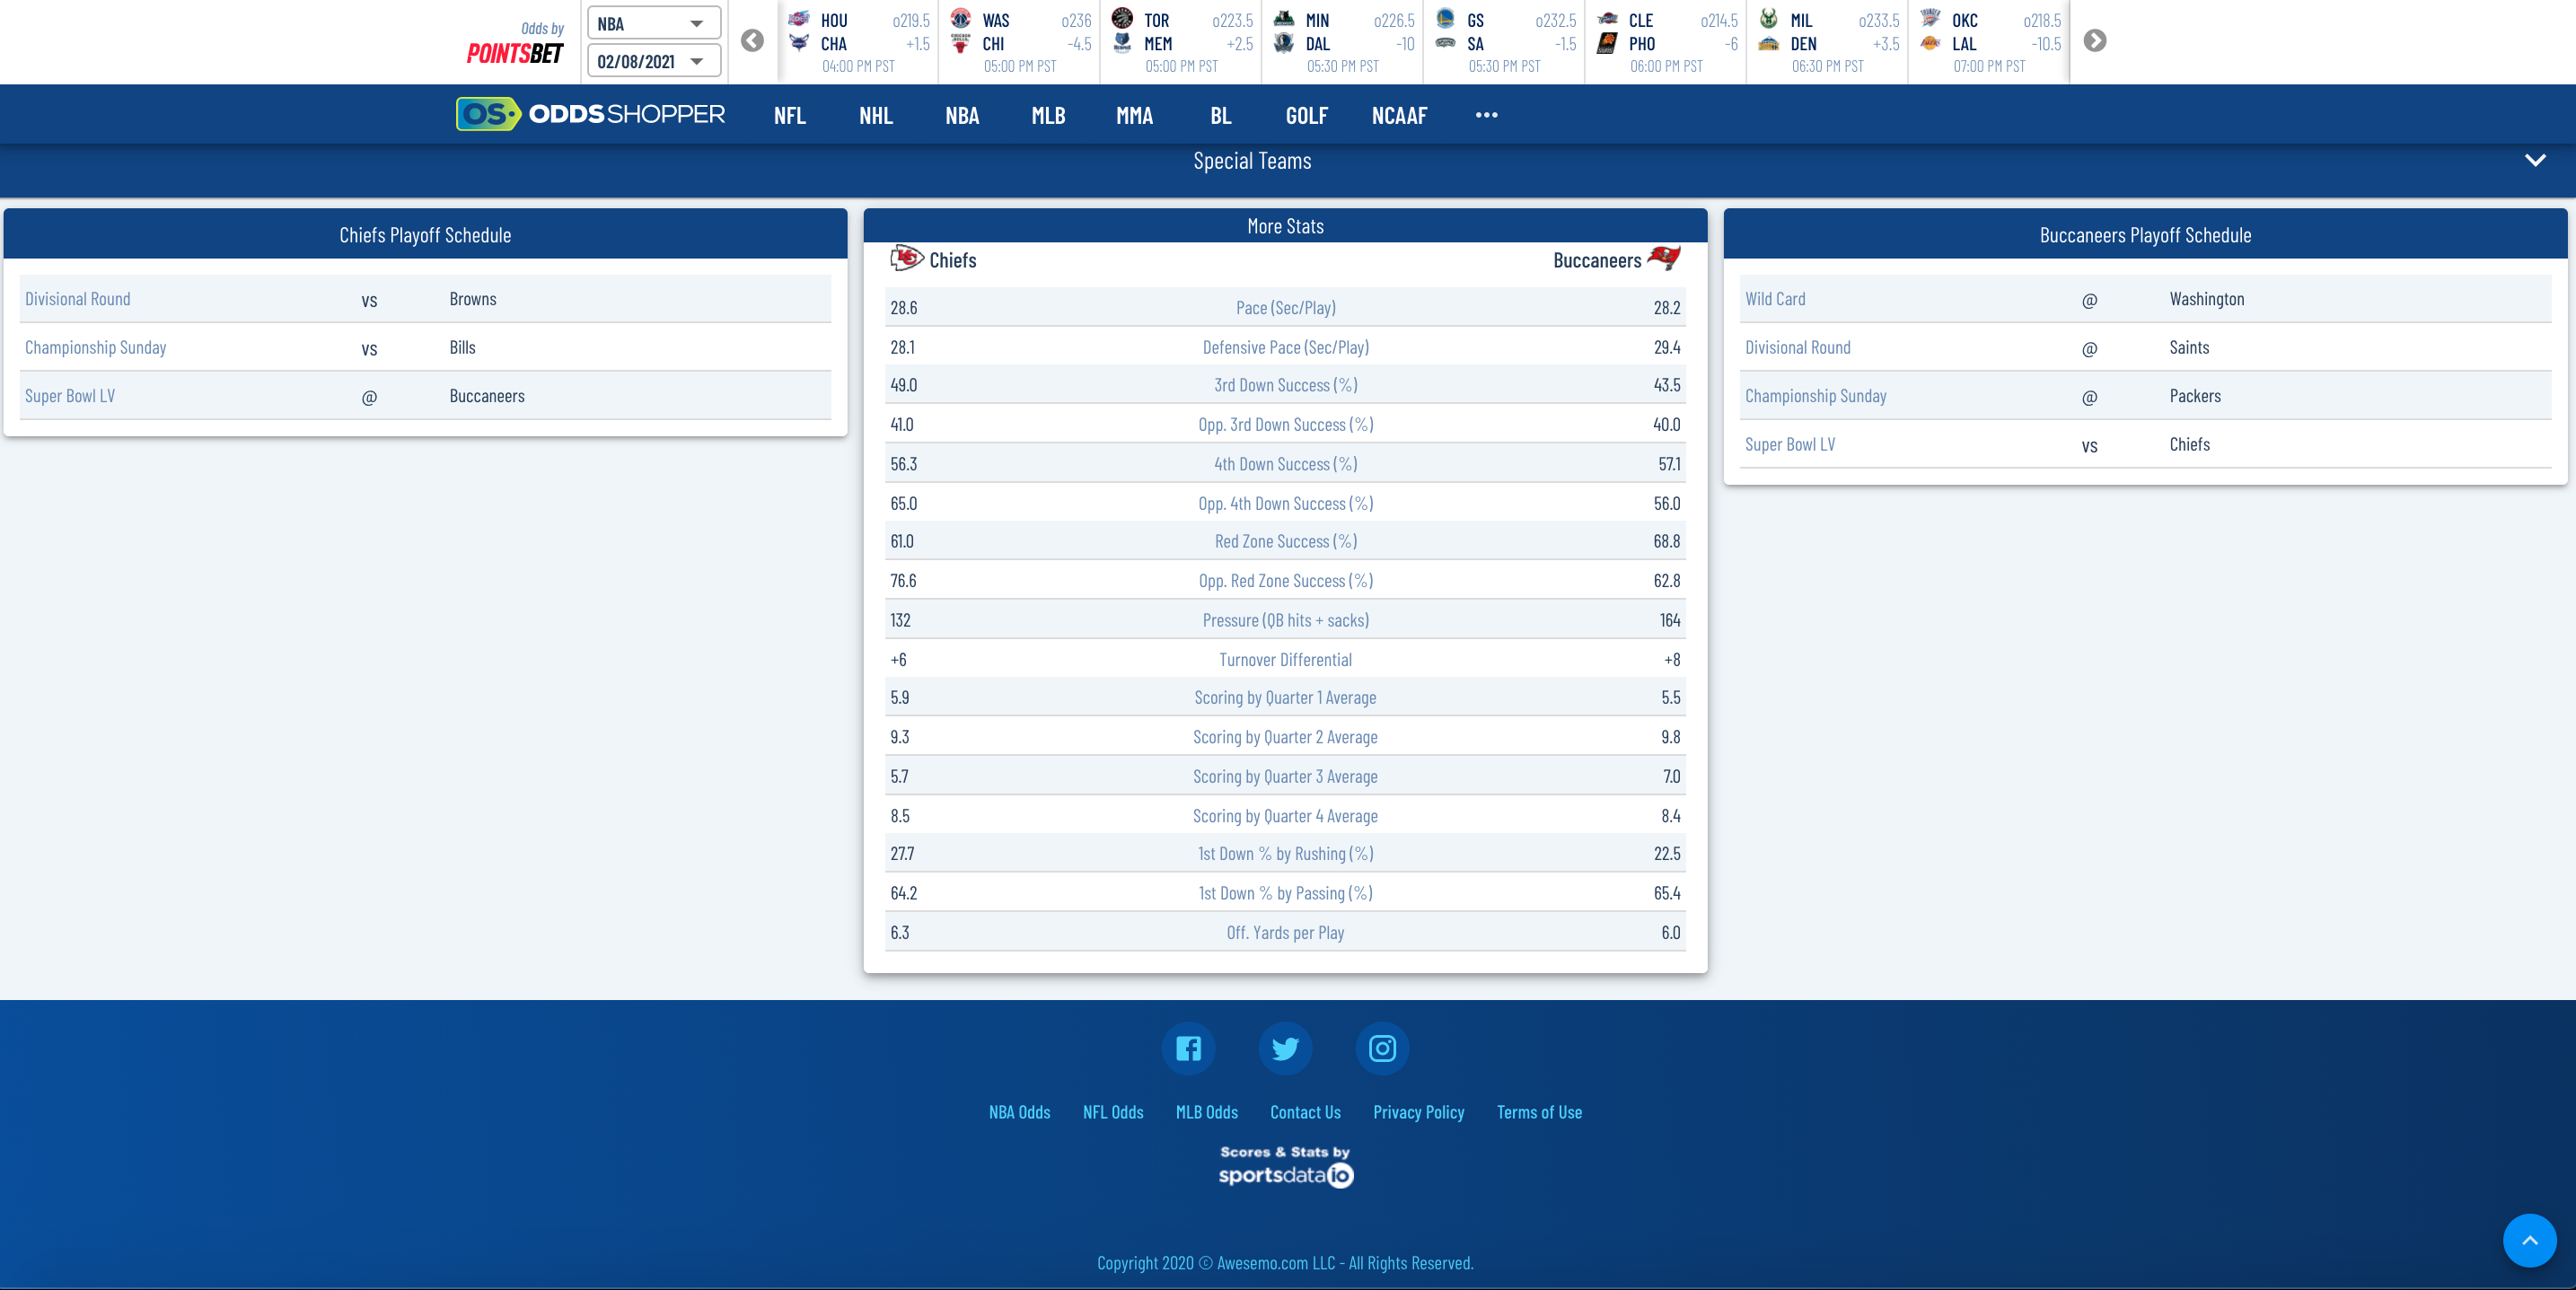 Odds by
POINTSBET
NBA
02/08/2021
HOU o219.5
CHA +1.5
04:00 PM PST
WAS o236
CHI -4.5
05:00 PM PST
TOR o223.5
MEM +2.5
05:00 PM PST
MIN o226.5
DAL -10
05:30 PM PST
GS o232.5
SA -1.5
05:30 PM PST
CLE o214.5
PHO -6
06:00 PM PST
MIL o233.5
DEN +3.5
06:30 PM PST
OKC o218.5
LAL -10.5
07:00 PM PST
OS ODDSSHOPPER NFL NHL NBA MLB MMA BL GOLF NCAAF ...
Special Teams
Chiefs Playoff Schedule
Divisional Round vs Browns
Championship Sunday vs Bills
Super Bowl LV @ Buccaneers
More Stats
Chiefs Buccaneers
28.6 Pace (Sec/Play) 28.2
28.1 Defensive Pace (Sec/Play) 29.4
49.0 3rd Down Success (%) 43.5
41.0 Opp. 3rd Down Success (%) 40.0
56.3 4th Down Success (%) 57.1
65.0 Opp. 4th Down Success (%) 56.0
61.0 Red Zone Success (%) 68.8
76.6 Opp. Red Zone Success (%) 62.8
132 Pressure (QB hits + sacks) 164
+6 Turnover Differential +8
5.9 Scoring by Quarter 1 Average 5.5
9.3 Scoring by Quarter 2 Average 9.8
5.7 Scoring by Quarter 3 Average 7.0
8.5 Scoring by Quarter 4 Average 8.4
27.7 1st Down % by Rushing (%) 22.5
64.2 1st Down % by Passing (%) 65.4
6.3 Off. Yards per Play 6.0
Buccaneers Playoff Schedule
Wild Card @ Washington
Divisional Round @ Saints
Championship Sunday @ Packers
Super Bowl LV vs Chiefs
NBA Odds NFL Odds MLB Odds Contact Us Privacy Policy Terms of Use
Scores & Stats by
sportsdataio
Copyright 2020 © Awesemo.com LLC - All Rights Reserved.